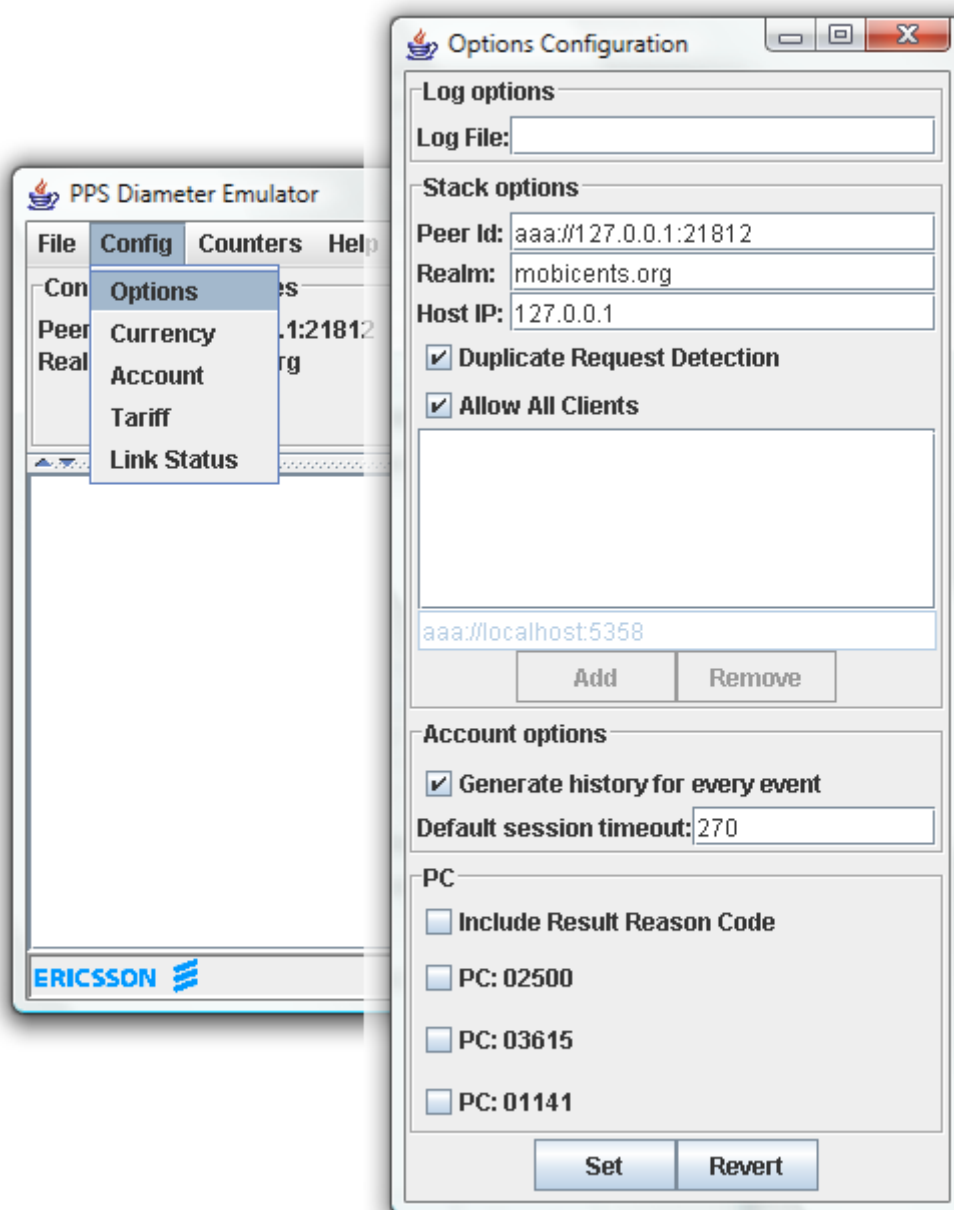 PPS Diameter Emulator
File Config Counters Help
Con
es
Peer
.1:21812
Real
rg
Options
Currency
Account
Tariff
Link Status
ERICSSON
Options Configuration
Log options
Log File:
Stack options
Peer Id: aaa://127.0.0.1:21812
Realm: mobicents.org
Host IP: 127.0.0.1
Duplicate Request Detection
Allow All Clients
aaa://localhost:5358
Add Remove
Account options
Generate history for every event
Default session timeout: 270
PC
Include Result Reason Code
PC: 02500
PC: 03615
PC: 01141
Set Revert